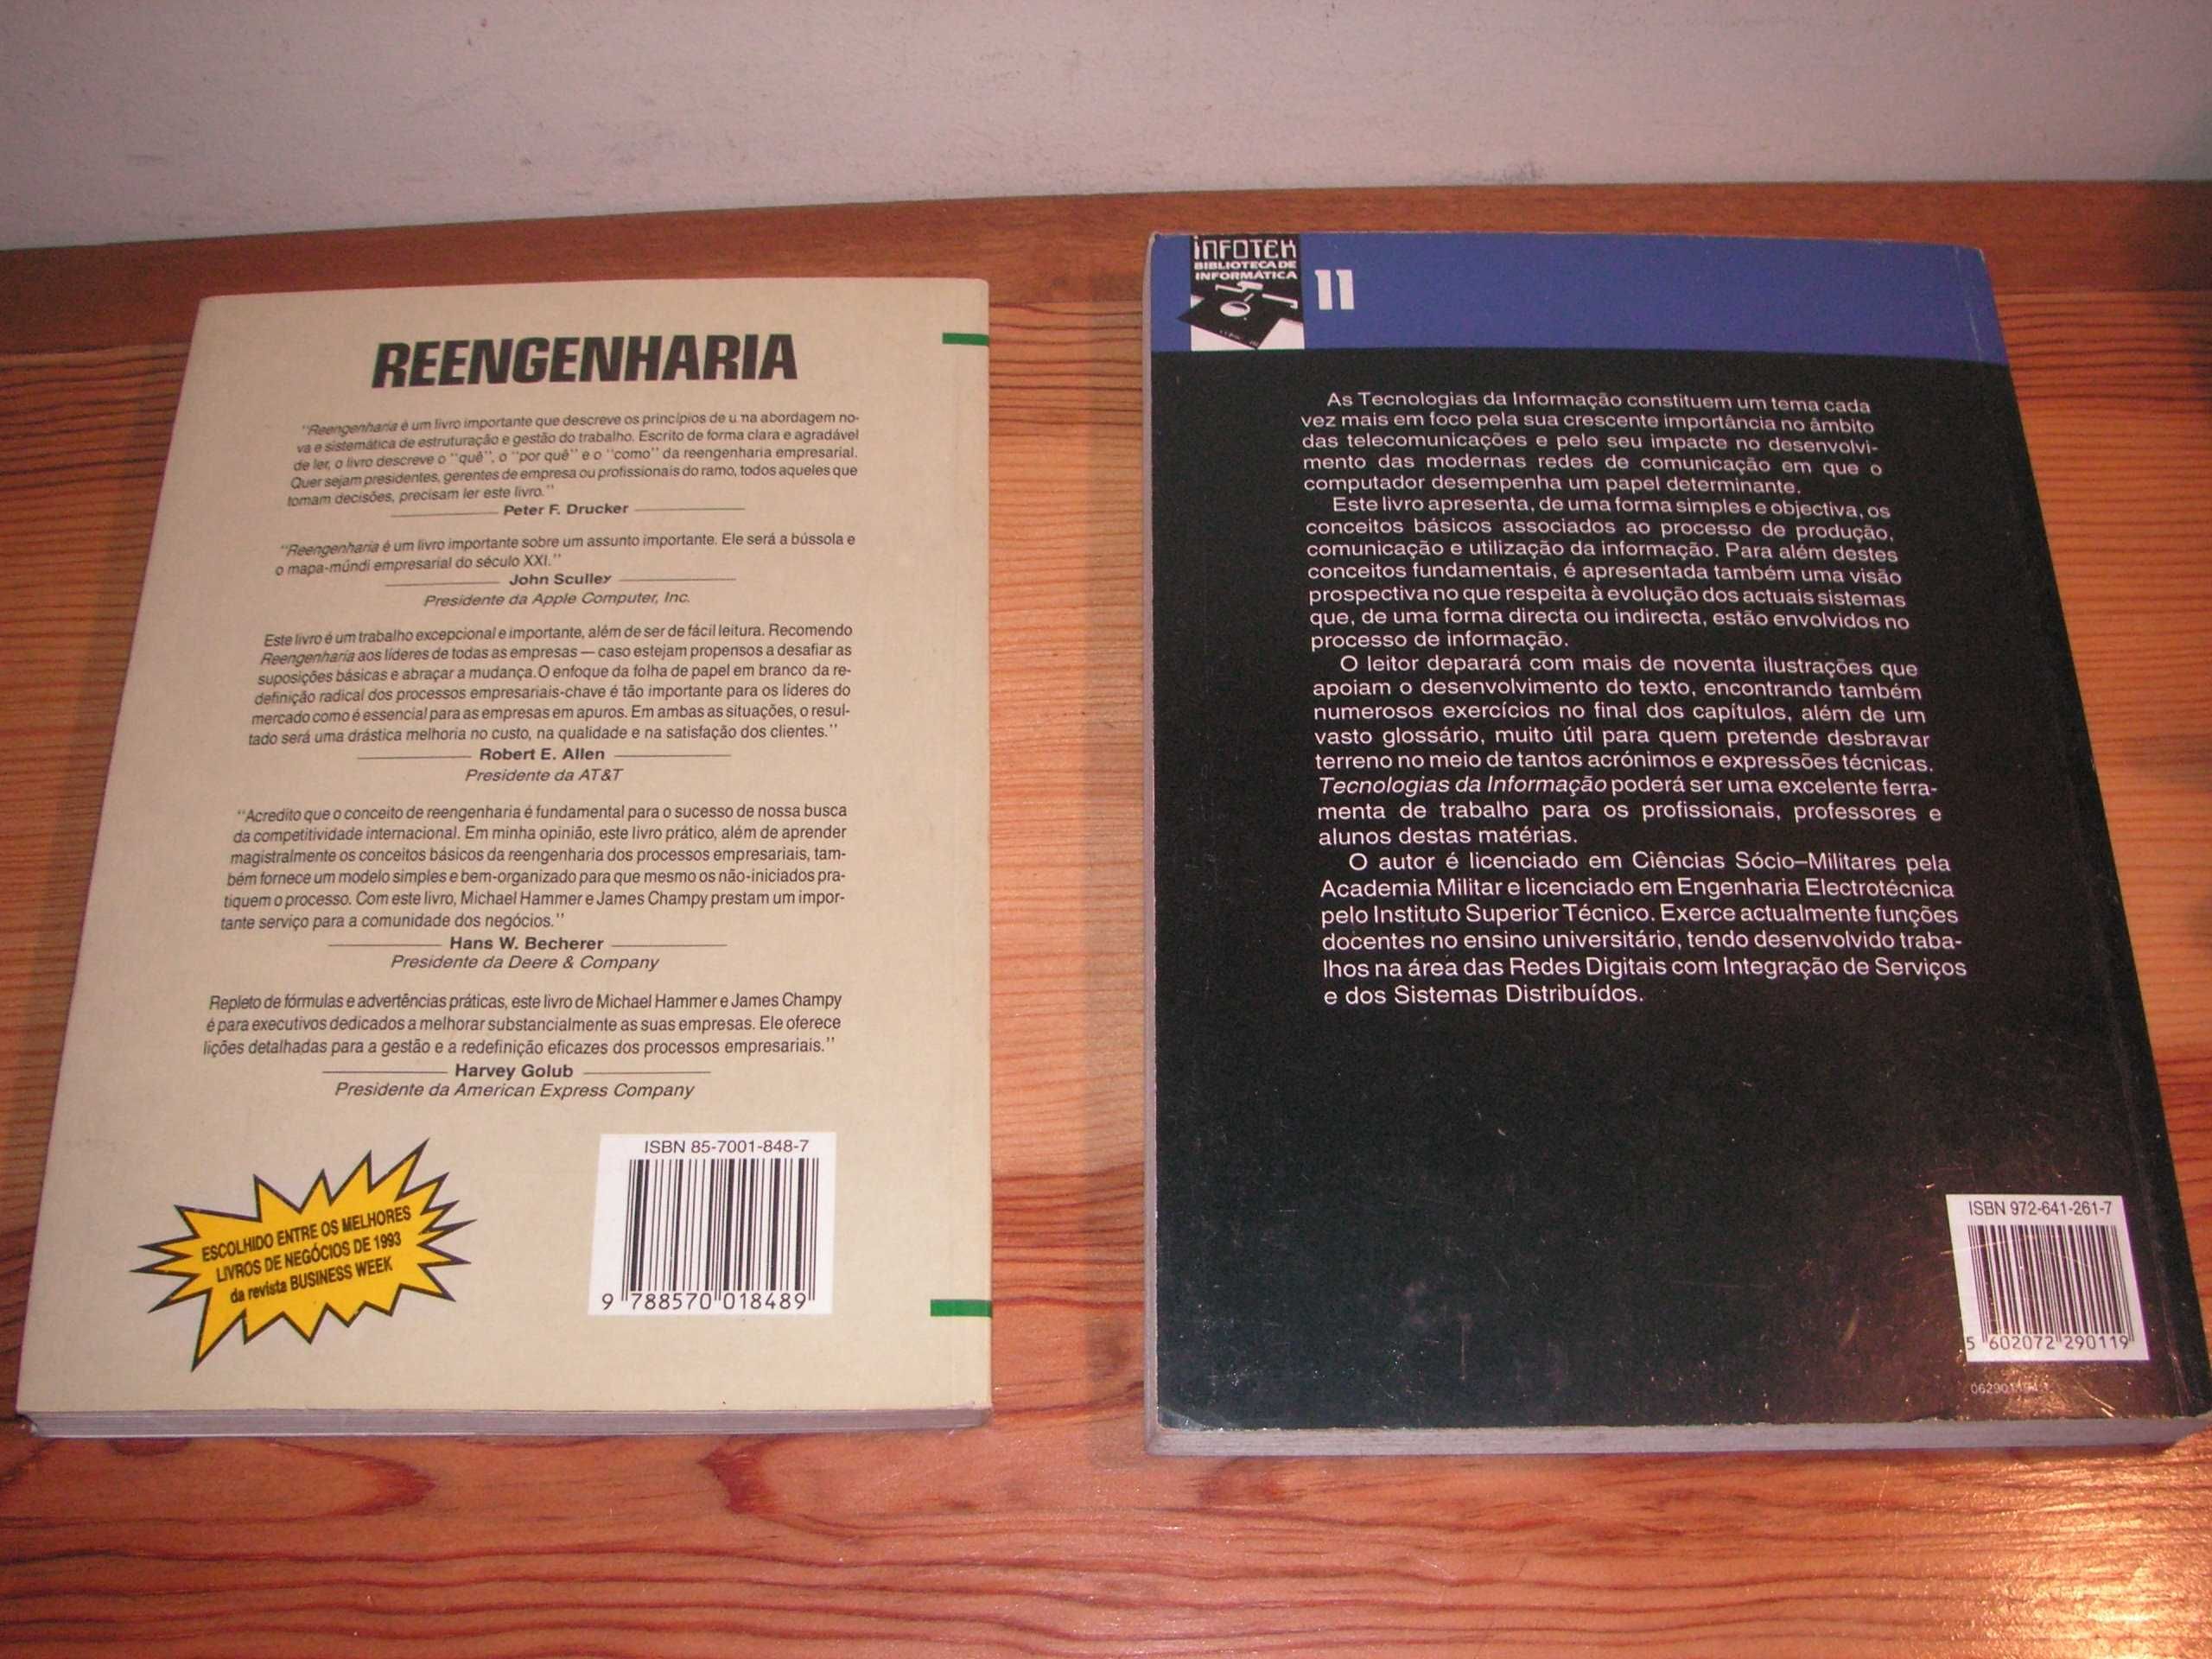 REENGENHARIA
"Reengenharia é um livro importante que descreve os princípios de uma abordagem no-
va e sistemática de estruturação e gestão do trabalho. Escrito de forma clara e agradável
de ler, o livro descreve o "quê", o "por quê" e o "como" da reengenharia empresarial.
Quer sejam presidentes, gerentes de empresa ou profissionais do ramo, todos aqueles que
tomam decisões, precisam ler este livro."
Peter F. Drucker
"Reengenharia é um livro importante sobre um assunto importante. Ele será a bússola e
o mapa-múndi empresarial do século XXI."
John Sculley
Presidente da Apple Computer, Inc.
Este livro é um trabalho excepcional e importante, além de ser de fácil leitura. Recomendo
Reengenharia aos líderes de todas as empresas — caso estejam propensos a desafiar as
suposições básicas e abraçar a mudança. O enfoque da folha de papel em branco da re-
definição radical dos processos empresariais-chave é tão importante para os líderes do
mercado como é essencial para as empresas em apuros. Em ambas as situações, o resul-
tado será uma drástica melhoria no custo, na qualidade e na satisfação dos clientes."
Robert E. Allen
Presidente da AT&T
"Acredito que o conceito de reengenharia é fundamental para o sucesso de nossa busca
da competitividade internacional. Em minha opinião, este livro prático, além de aprender
magistralmente os conceitos básicos da reengenharia dos processos empresariais, tam-
bém fornece um modelo simples e bem-organizado para que mesmo os não-iniciados pra-
tiquem o processo. Com este livro, Michael Hammer e James Champy prestam um impor-
tante serviço para a comunidade dos negócios."
Hans W. Becherer
Presidente da Deere & Company
Repleto de fórmulas e advertências práticas, este livro de Michael Hammer e James Champy
é para executivos dedicados a melhorar substancialmente as suas empresas. Ele oferece
lições detalhadas para a gestão e a redefinição eficazes dos processos empresariais."
Harvey Golub
Presidente da American Express Company
ESCOLHIDO ENTRE OS MELHORES
LIVROS DE NEGÓCIOS DE 1993
da revista BUSINESS WEEK
ISBN 85-7001-848-7
9 788570 018489
INFOTEK
BIBLIOTECA DE
INFORMÁTICA
11
As Tecnologias da Informação constituem um tema cada
vez mais em foco pela sua crescente importância no âmbito
das telecomunicações e pelo seu impacte no desenvolvi-
mento das modernas redes de comunicação em que o
computador desempenha um papel determinante.
Este livro apresenta, de uma forma simples e objectiva, os
conceitos básicos associados ao processo de produção,
comunicação e utilização da informação. Para além destes
conceitos fundamentais, é apresentada também uma visão
prospectiva no que respeita à evolução dos actuais sistemas
que, de uma forma directa ou indirecta, estão envolvidos no
processo de informação.
O leitor deparará com mais de noventa ilustrações que
apoiam o desenvolvimento do texto, encontrando também
numerosos exercícios no final dos capítulos, além de um
vasto glossário, muito útil para quem pretende desbravar
terreno no meio de tantos acrónimos e expressões técnicas.
Tecnologias da Informação poderá ser uma excelente ferra-
menta de trabalho para os profissionais, professores e
alunos destas matérias.
O autor é licenciado em Ciências Sócio–Militares pela
Academia Militar e licenciado em Engenharia Electrotécnica
pelo Instituto Superior Técnico. Exerce actualmente funções
docentes no ensino universitário, tendo desenvolvido traba-
lhos na área das Redes Digitais com Integração de Serviços
e dos Sistemas Distribuídos.
ISBN 972-641-261-7
5 602072 290119